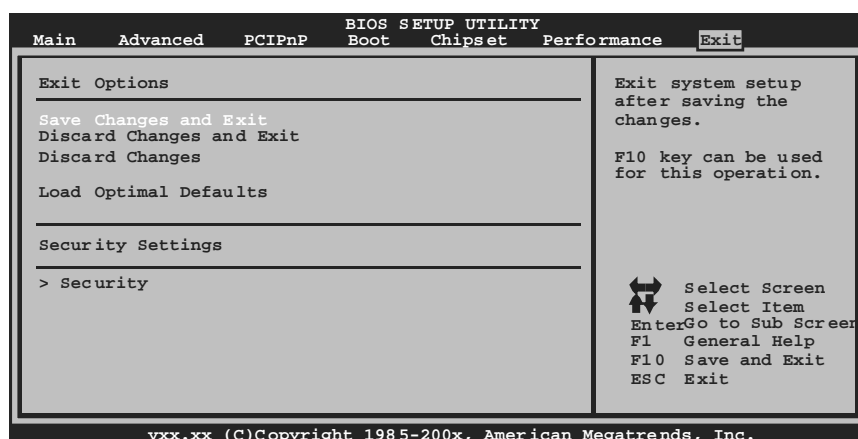 BIOS SETUP UTILITY
Main Advanced PCIPnP Boot Chipset Performance Exit
Exit Options
Save Changes and Exit
Discard Changes and Exit
Discard Changes
Load Optimal Defaults
Security Settings
> Security
Exit system setup
after saving the
changes.
F10 key can be used
for this operation.
Select Screen
Select Item
Enter Go to Sub Screen
F1 General Help
F10 Save and Exit
ESC Exit
vxx.xx (C)Copyright 1985-200x, American Megatrends, Inc.